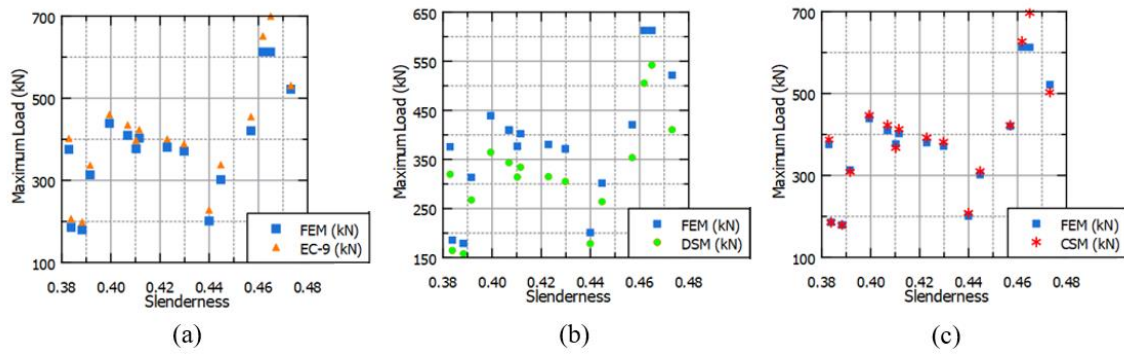 700
500
300
100
Maximum Load (kN)
FEM (kN)
EC-9 (kN)
0.38 0.40 0.42 0.44 0.46 0.48
Slenderness
(a)
650
550
450
350
250
150
Maximum Load (kN)
FEM (kN)
DSM (kN)
0.38 0.40 0.42 0.44 0.46 0.48
Slenderness
(b)
700
500
300
100
Maximum Load (kN)
FEM (kN)
CSM (kN)
0.38 0.40 0.42 0.44 0.46 0.48
Slenderness
(c)